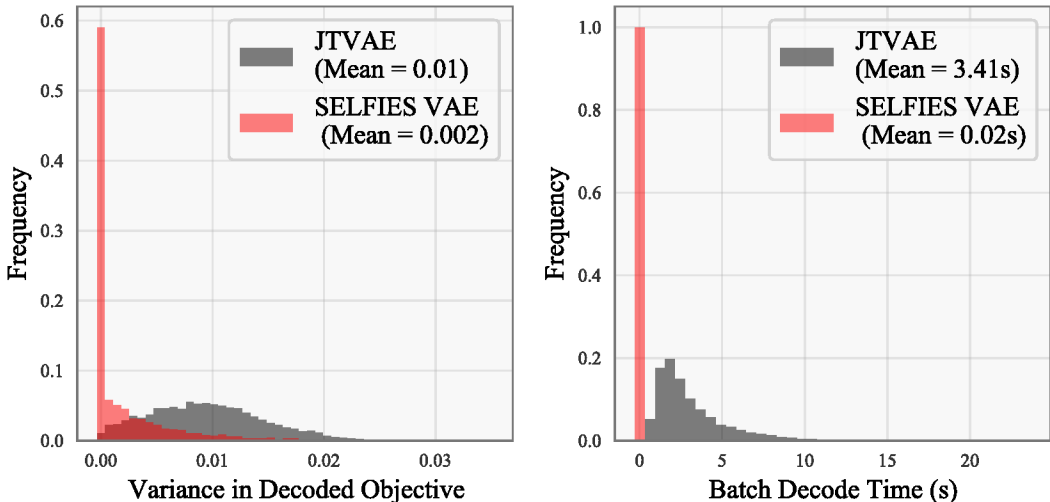 0.6
0.5
0.4
0.3
0.2
0.1
0.0
Frequency
JTVAE
(Mean = 0.01)
SELFIES VAE
(Mean = 0.002)
0.00
0.01
0.02
0.03
Variance in Decoded Objective
1.0
0.8
0.6
0.4
0.2
0.0
Frequency
JTVAE
(Mean = 3.41s)
SELFIES VAE
(Mean = 0.02s)
0
5
10
15
20
Batch Decode Time (s)